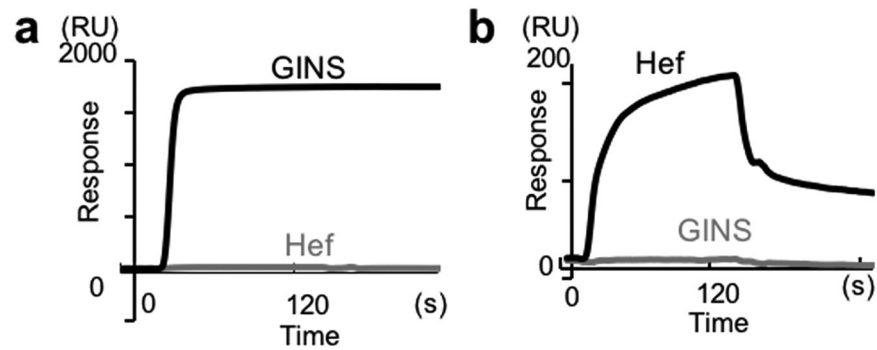 a
(RU)
2000
Response
GINS
Hef
0
0
120
(s)
Time
b
(RU)
200
Response
Hef
GINS
0
0
120
(s)
Time